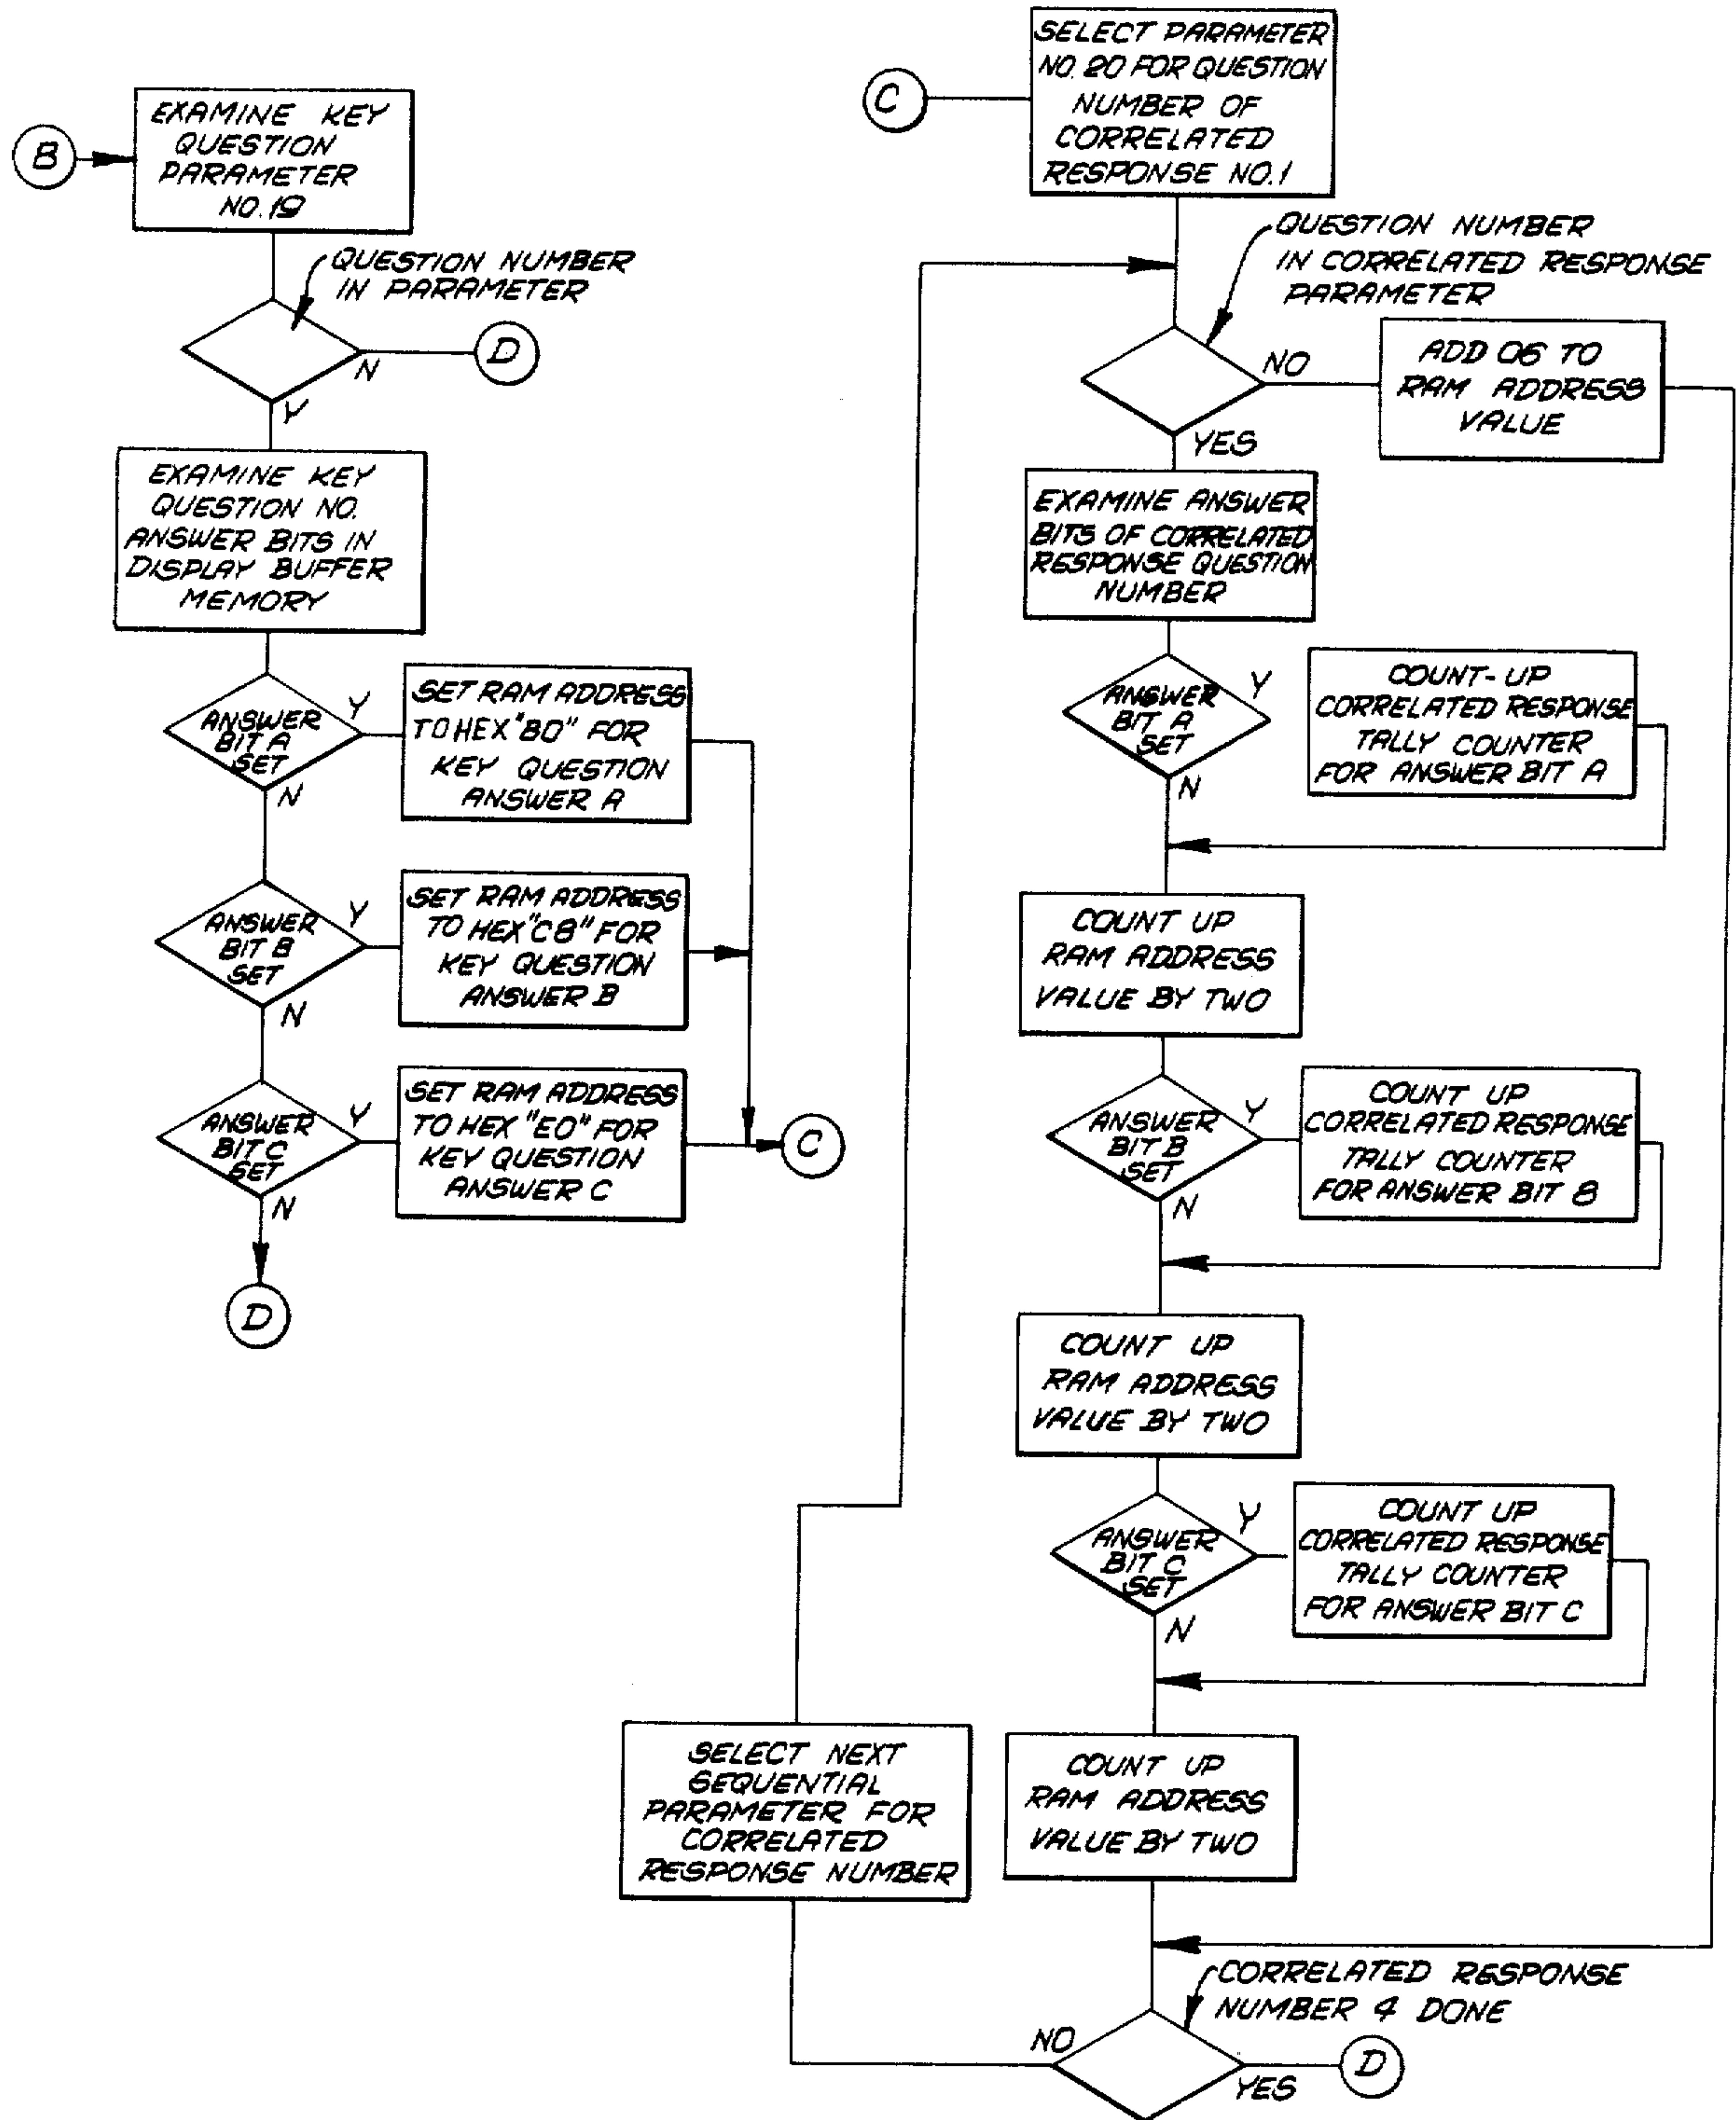 B
EXAMINE KEY
QUESTION
PARAMETER
NO. 19
QUESTION NUMBER
IN PARAMETER
N
D
Y
EXAMINE KEY
QUESTION NO.
ANSWER BITS IN
DISPLAY BUFFER
MEMORY
ANSWER
BIT A
SET
Y
N
SET RAM ADDRESS
TO HEX "B0" FOR
KEY QUESTION
ANSWER A
ANSWER
BIT B
SET
Y
N
SET RAM ADDRESS
TO HEX "C8" FOR
KEY QUESTION
ANSWER B
ANSWER
BIT C
SET
Y
N
SET RAM ADDRESS
TO HEX "E0" FOR
KEY QUESTION
ANSWER C
C
D
C
SELECT PARAMETER
NO. 20 FOR QUESTION
NUMBER OF
CORRELATED
RESPONSE NO. 1
QUESTION NUMBER
IN CORRELATED RESPONSE
PARAMETER
NO
ADD 06 TO
RAM ADDRESS
VALUE
YES
EXAMINE ANSWER
BITS OF CORRELATED
RESPONSE QUESTION
NUMBER
ANSWER
BIT A
SET
Y
N
COUNT-UP
CORRELATED RESPONSE
TALLY COUNTER
FOR ANSWER BIT A
COUNT UP
RAM ADDRESS
VALUE BY TWO
ANSWER
BIT B
SET
Y
N
COUNT UP
CORRELATED RESPONSE
TALLY COUNTER
FOR ANSWER BIT B
COUNT UP
RAM ADDRESS
VALUE BY TWO
ANSWER
BIT C
SET
Y
N
COUNT UP
CORRELATED RESPONSE
TALLY COUNTER
FOR ANSWER BIT C
SELECT NEXT
SEQUENTIAL
PARAMETER FOR
CORRELATED
RESPONSE NUMBER
COUNT UP
RAM ADDRESS
VALUE BY TWO
CORRELATED RESPONSE
NUMBER 4 DONE
NO
YES
D